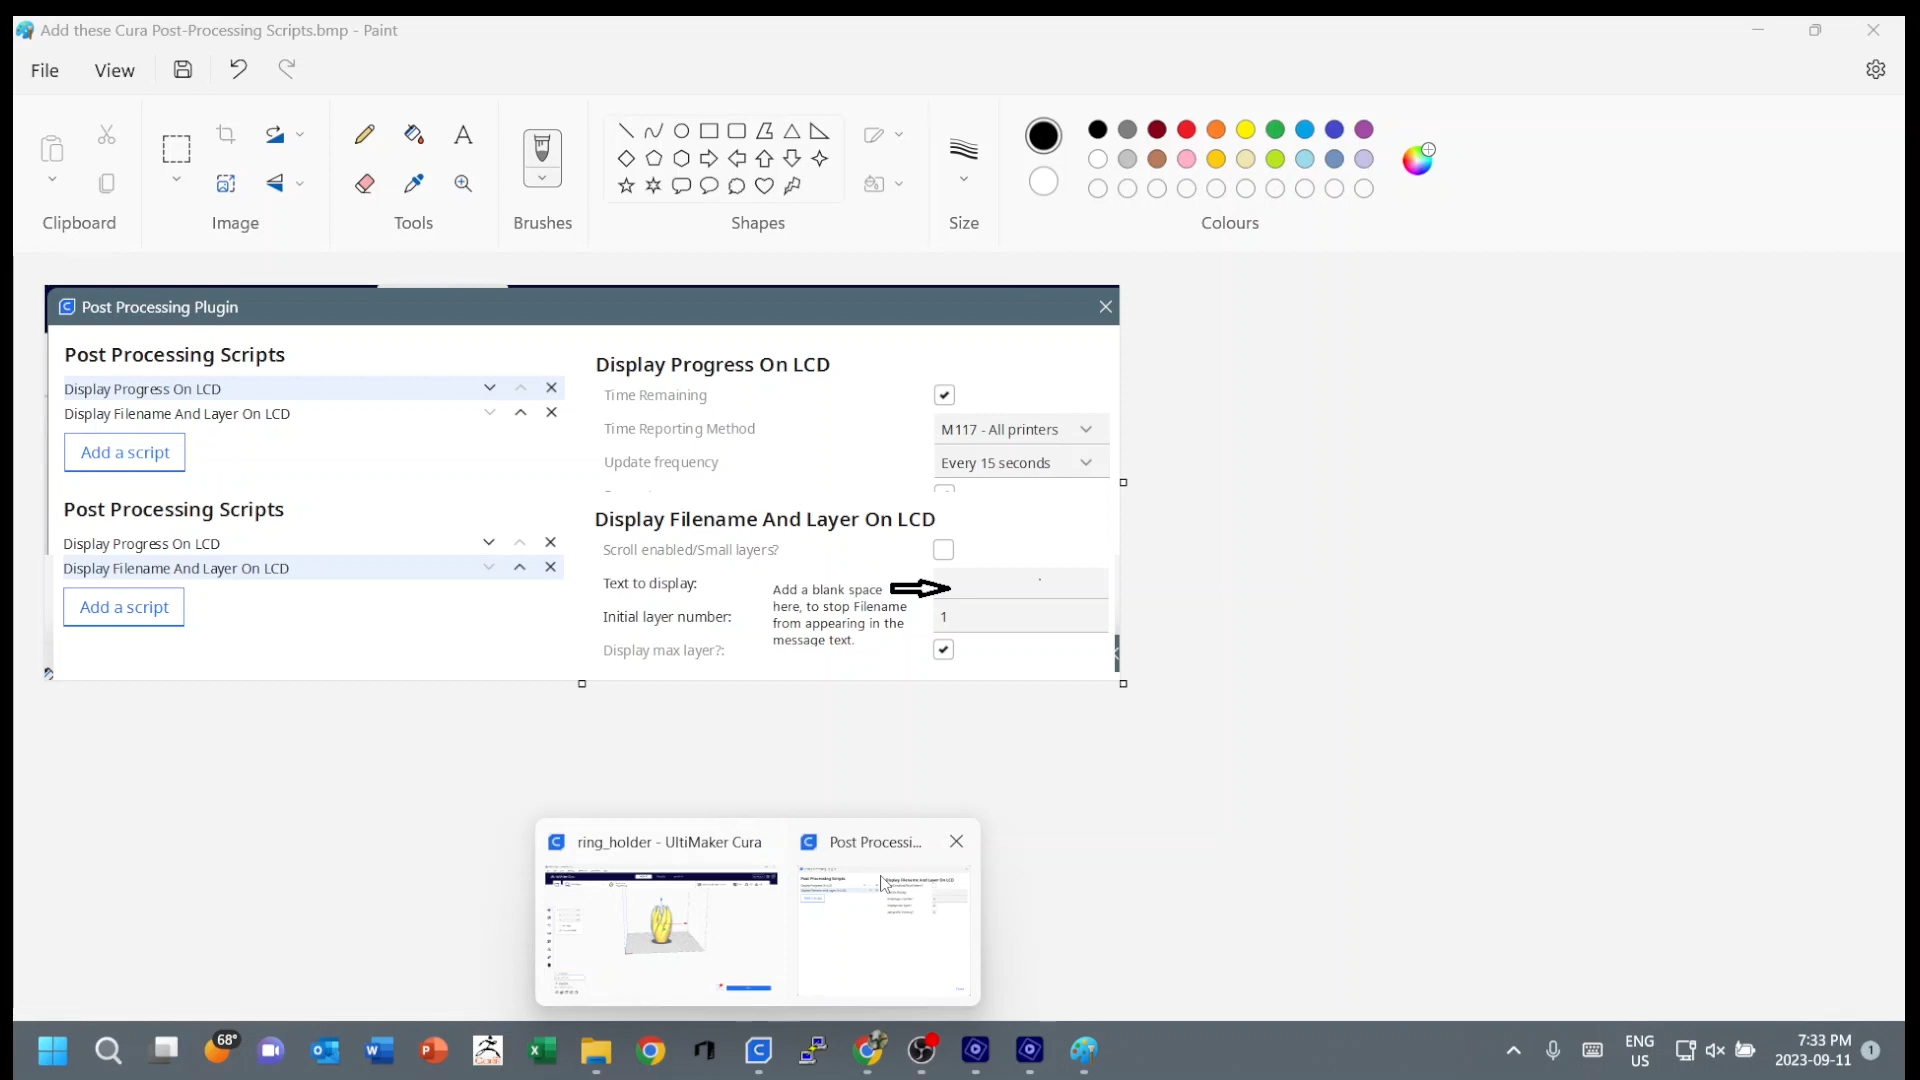 Add these Cura Post-Processing Scripts.bmp - Paint
File View
Clipboard Image Tools Brushes Shapes Size Colours
Post Processing Plugin
Post Processing Scripts
Display Progress On LCD
Display Filename And Layer On LCD
Add a script
Display Progress On LCD
Time Remaining
Time Reporting Method M117 - All printers
Update frequency Every 15 seconds
Post Processing Scripts
Display Progress On LCD
Display Filename And Layer On LCD
Add a script
Display Filename And Layer On LCD
Scroll enabled/Small layers?
Text to display:
Initial layer number: 1
Display max layer?:
Add a blank space
here, to stop Filename
from appearing in the
message text.
ring_holder - UltiMaker Cura
Post Processi...
68°
ENG
US
7:33 PM
2023-09-11
1